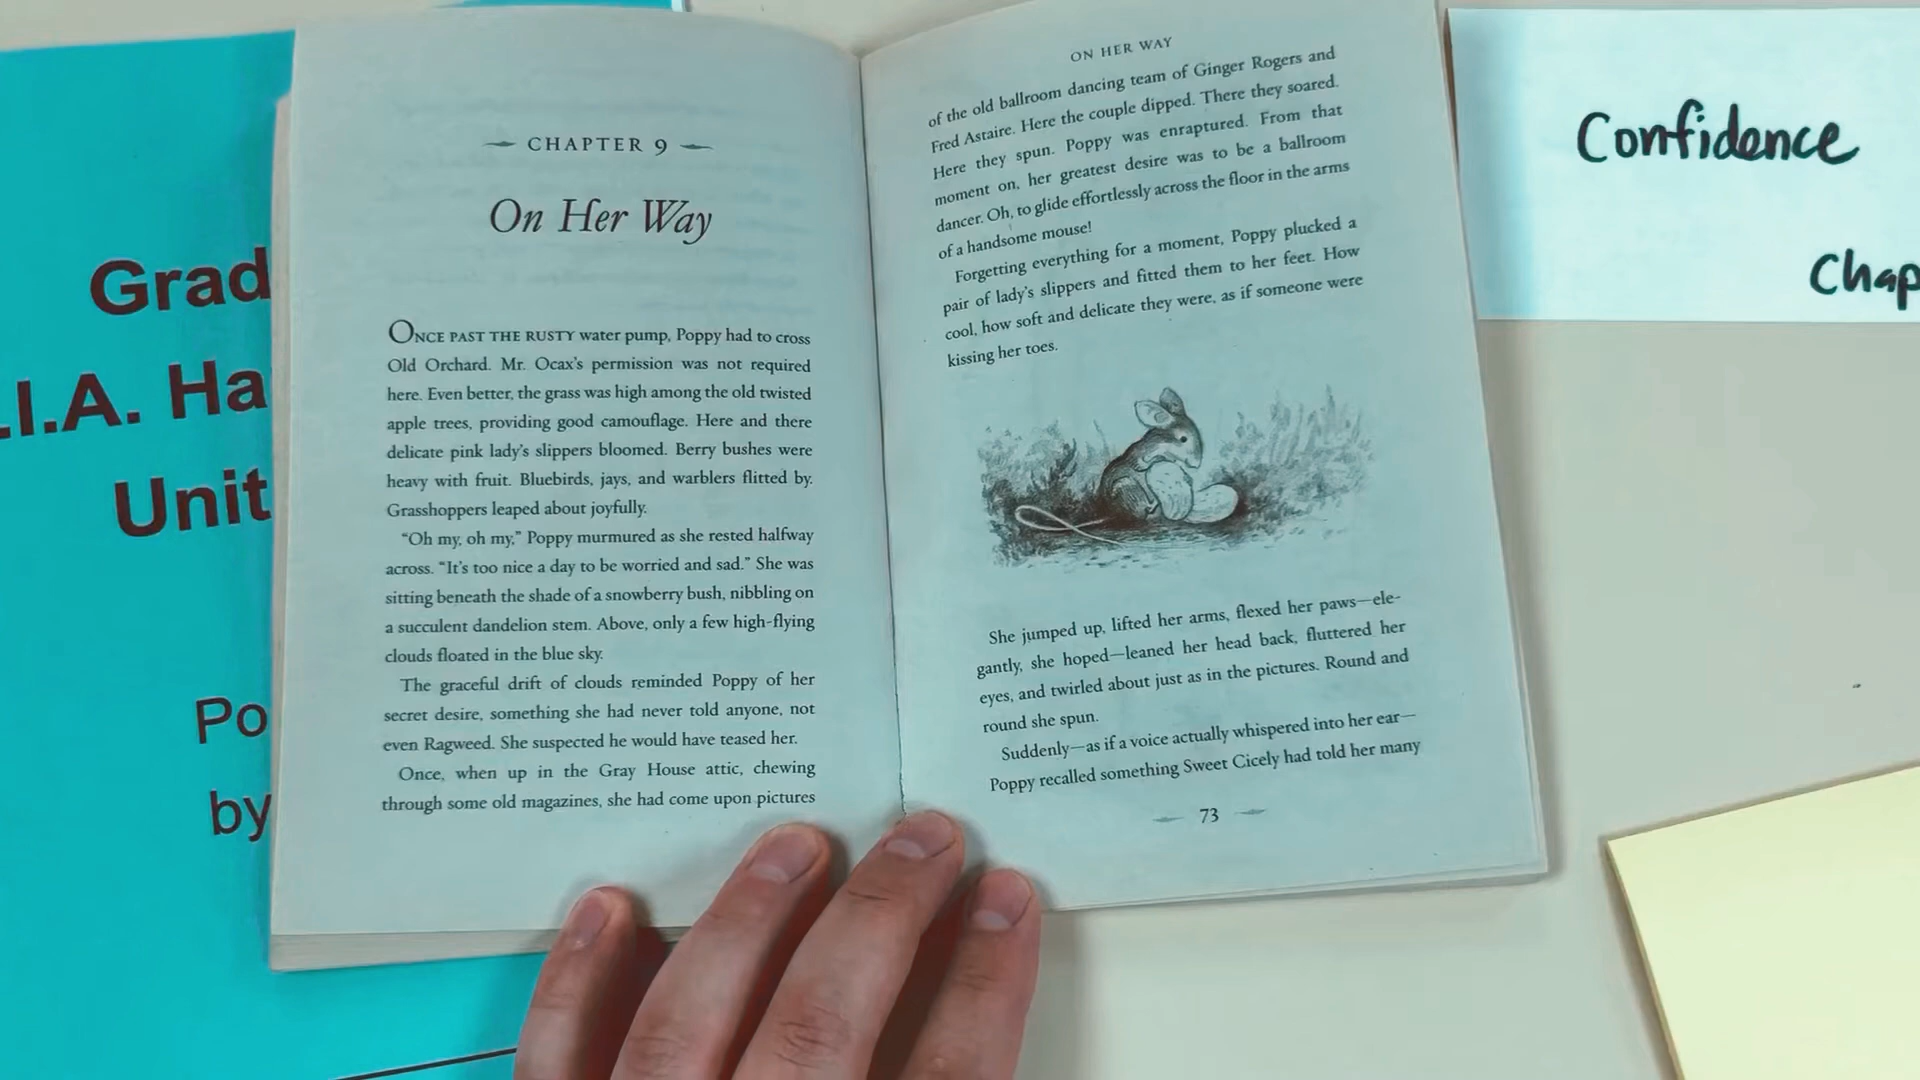 Grad
.I.A. Ha
Unit
Po
by
CHAPTER 9
On Her Way
ONCE PAST THE RUSTY water pump, Poppy had to cross
Old Orchard. Mr. Ocax's permission was not required
here. Even better, the grass was high among the old twisted
apple trees, providing good camouflage. Here and there
delicate pink lady's slippers bloomed. Berry bushes were
heavy with fruit. Bluebirds, jays, and warblers flitted by.
Grasshoppers leaped about joyfully.
“Oh my, oh my,” Poppy murmured as she rested halfway
across. “It's too nice a day to be worried and sad.” She was
sitting beneath the shade of a snowberry bush, nibbling on
a succulent dandelion stem. Above, only a few high-flying
clouds floated in the blue sky.
The graceful drift of clouds reminded Poppy of her
secret desire, something she had never told anyone, not
even Ragweed. She suspected he would have teased her.
Once, when up in the Gray House attic, chewing
through some old magazines, she had come upon pictures
ON HER WAY
of the old ballroom dancing team of Ginger Rogers and
Fred Astaire. Here the couple dipped. There they soared.
Here they spun. Poppy was enraptured. From that
moment on, her greatest desire was to be a ballroom
dancer. Oh, to glide effortlessly across the floor in the arms
of a handsome mouse!
Forgetting everything for a moment, Poppy plucked a
pair of lady's slippers and fitted them to her feet. How
cool, how soft and delicate they were, as if someone were
kissing her toes.
She jumped up, lifted her arms, flexed her paws—ele-
gantly, she hoped—leaned her head back, fluttered her
eyes, and twirled about just as in the pictures. Round and
round she spun.
Suddenly—as if a voice actually whispered into her ear—
Poppy recalled something Sweet Cicely had told her many
73
Confidence
Chap